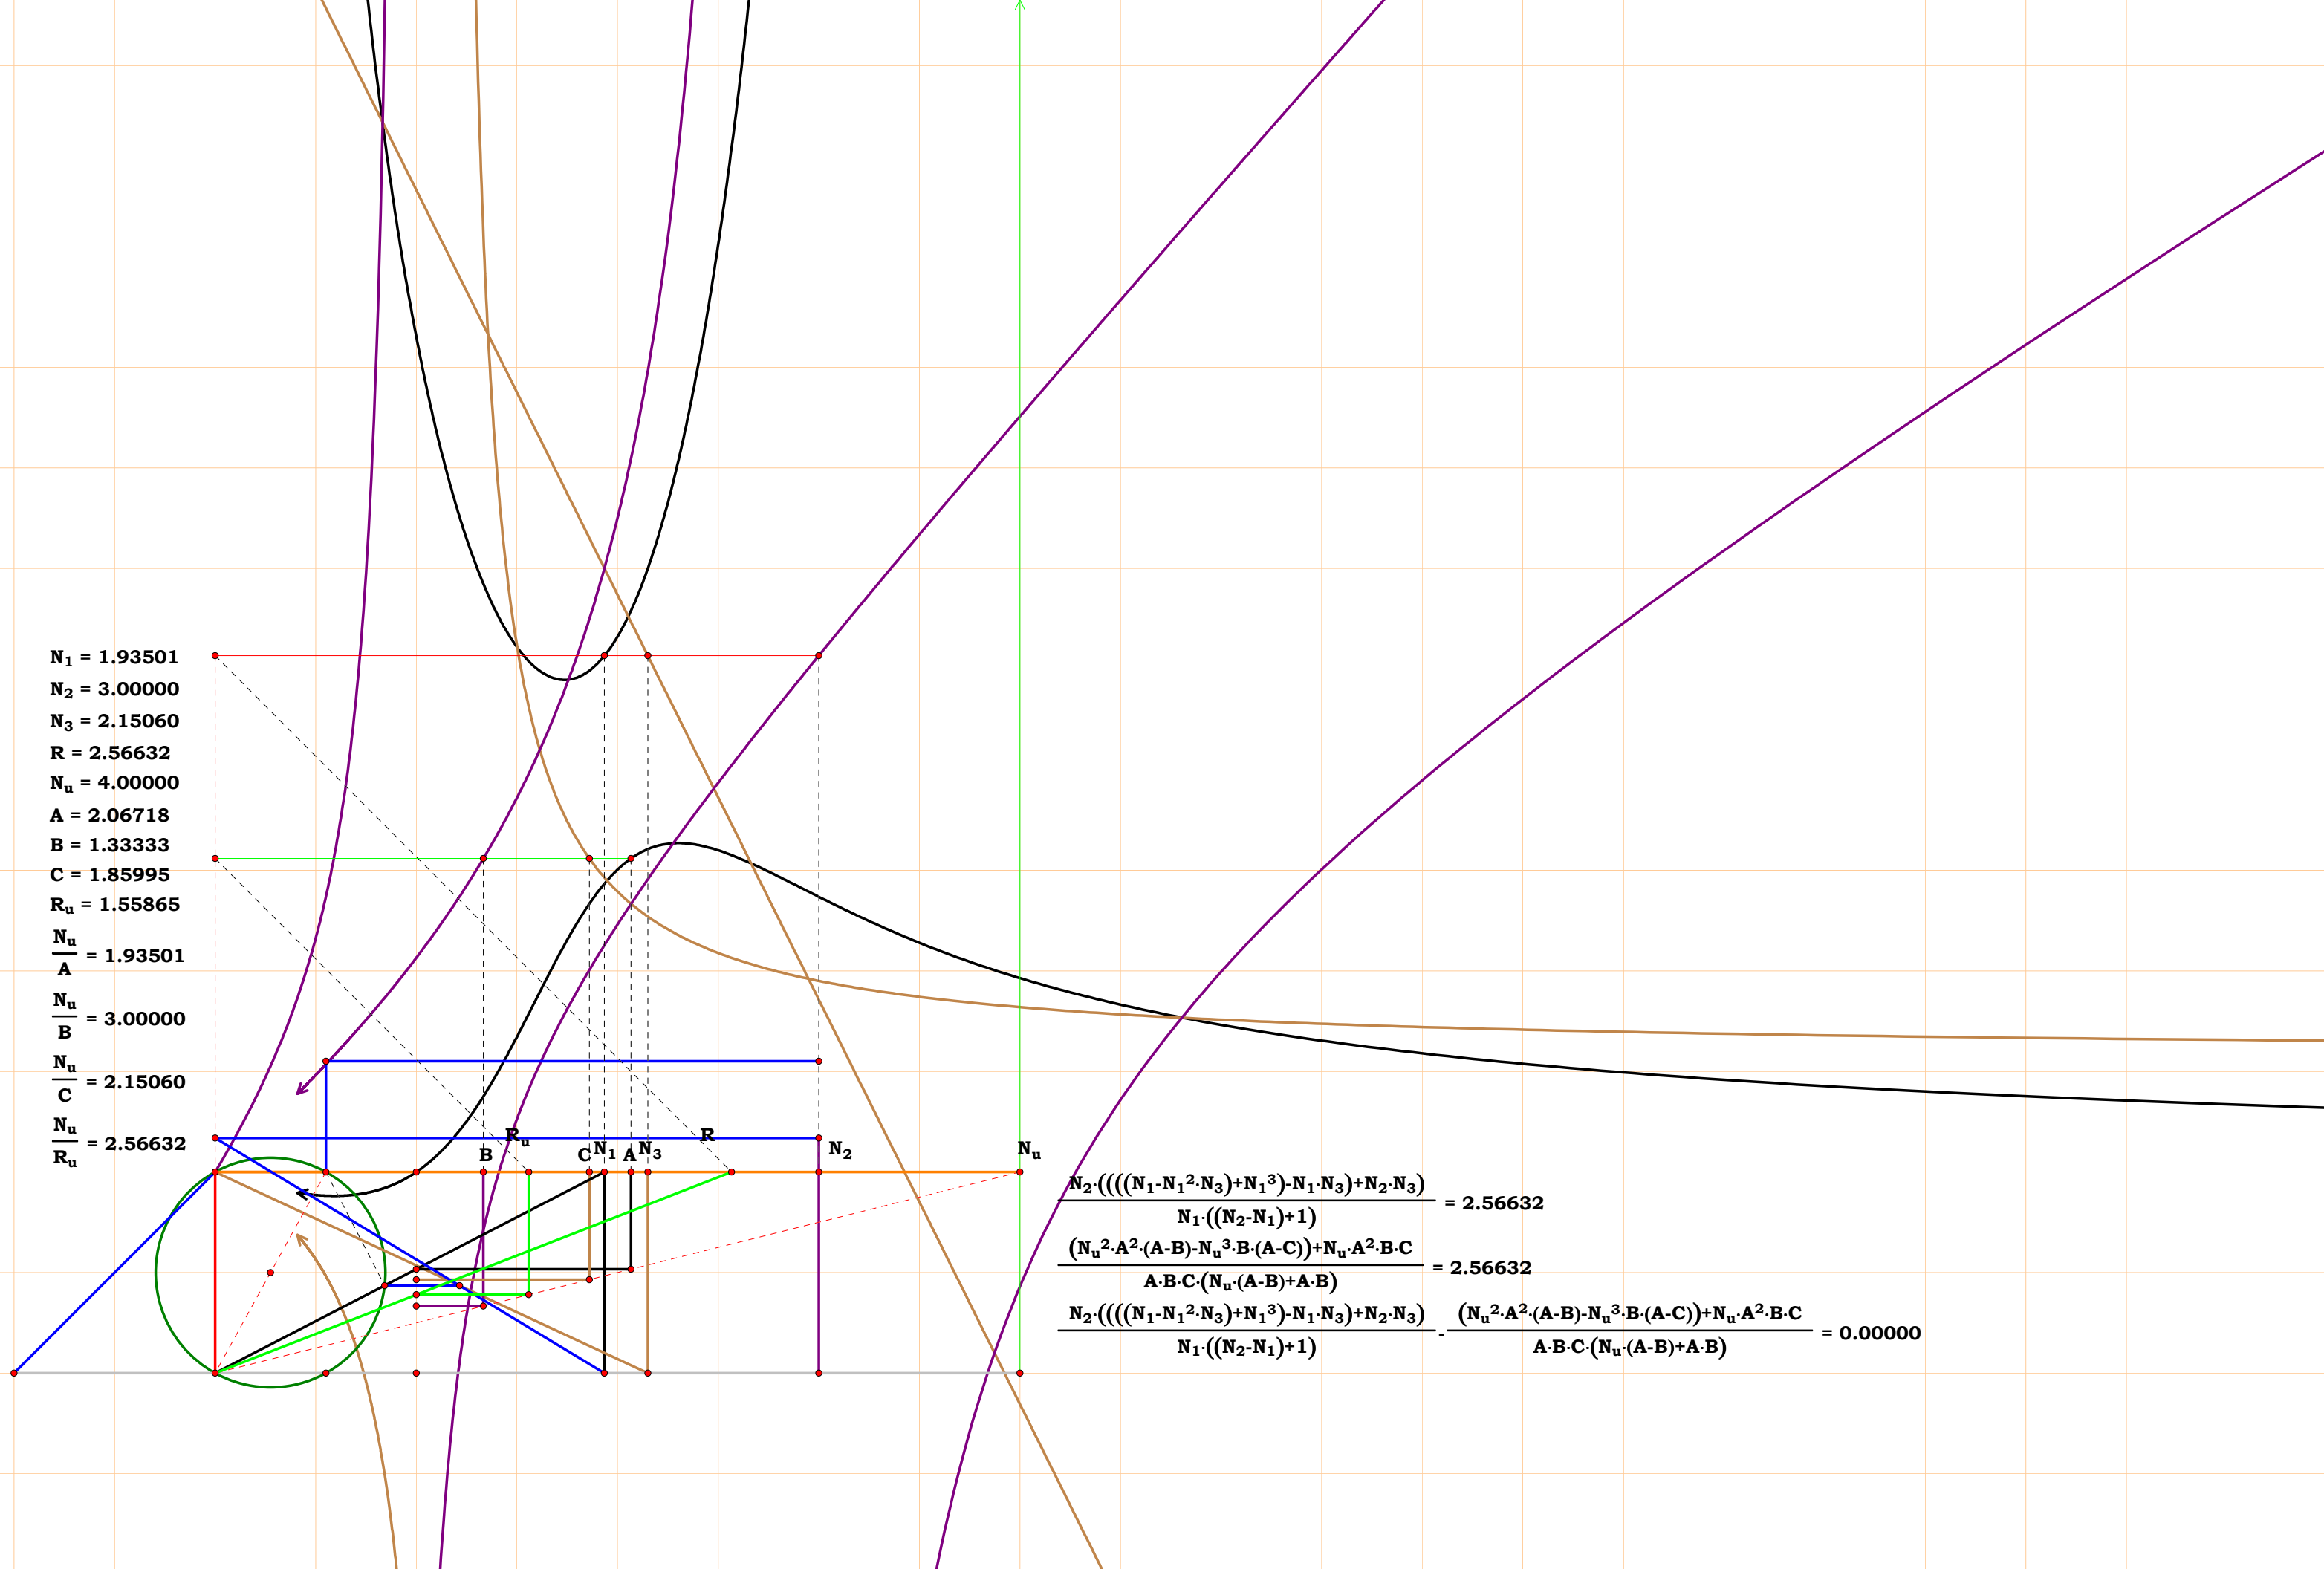 N₁ = 1.93501
N₂ = 3.00000
N₃ = 2.15060
R = 2.56632
Nᵤ = 4.00000
A = 2.06718
B = 1.33333
C = 1.85995
Rᵤ = 1.55865
Nᵤ/A = 1.93501
Nᵤ/B = 3.00000
Nᵤ/C = 2.15060
Nᵤ/Rᵤ = 2.56632
Rᵤ R
B C N₁ A N₃ N₂ Nᵤ
N₂·((((N₁-N₁²·N₃)+N₁³)-N₁·N₃)+N₂·N₃) / N₁·((N₂-N₁)+1) = 2.56632
(Nᵤ²·A²·(A-B)-Nᵤ³·B·(A-C))+Nᵤ·A²·B·C / A·B·C·(Nᵤ·(A-B)+A·B) = 2.56632
N₂·((((N₁-N₁²·N₃)+N₁³)-N₁·N₃)+N₂·N₃) / N₁·((N₂-N₁)+1) - (Nᵤ²·A²·(A-B)-Nᵤ³·B·(A-C))+Nᵤ·A²·B·C / A·B·C·(Nᵤ·(A-B)+A·B) = 0.00000